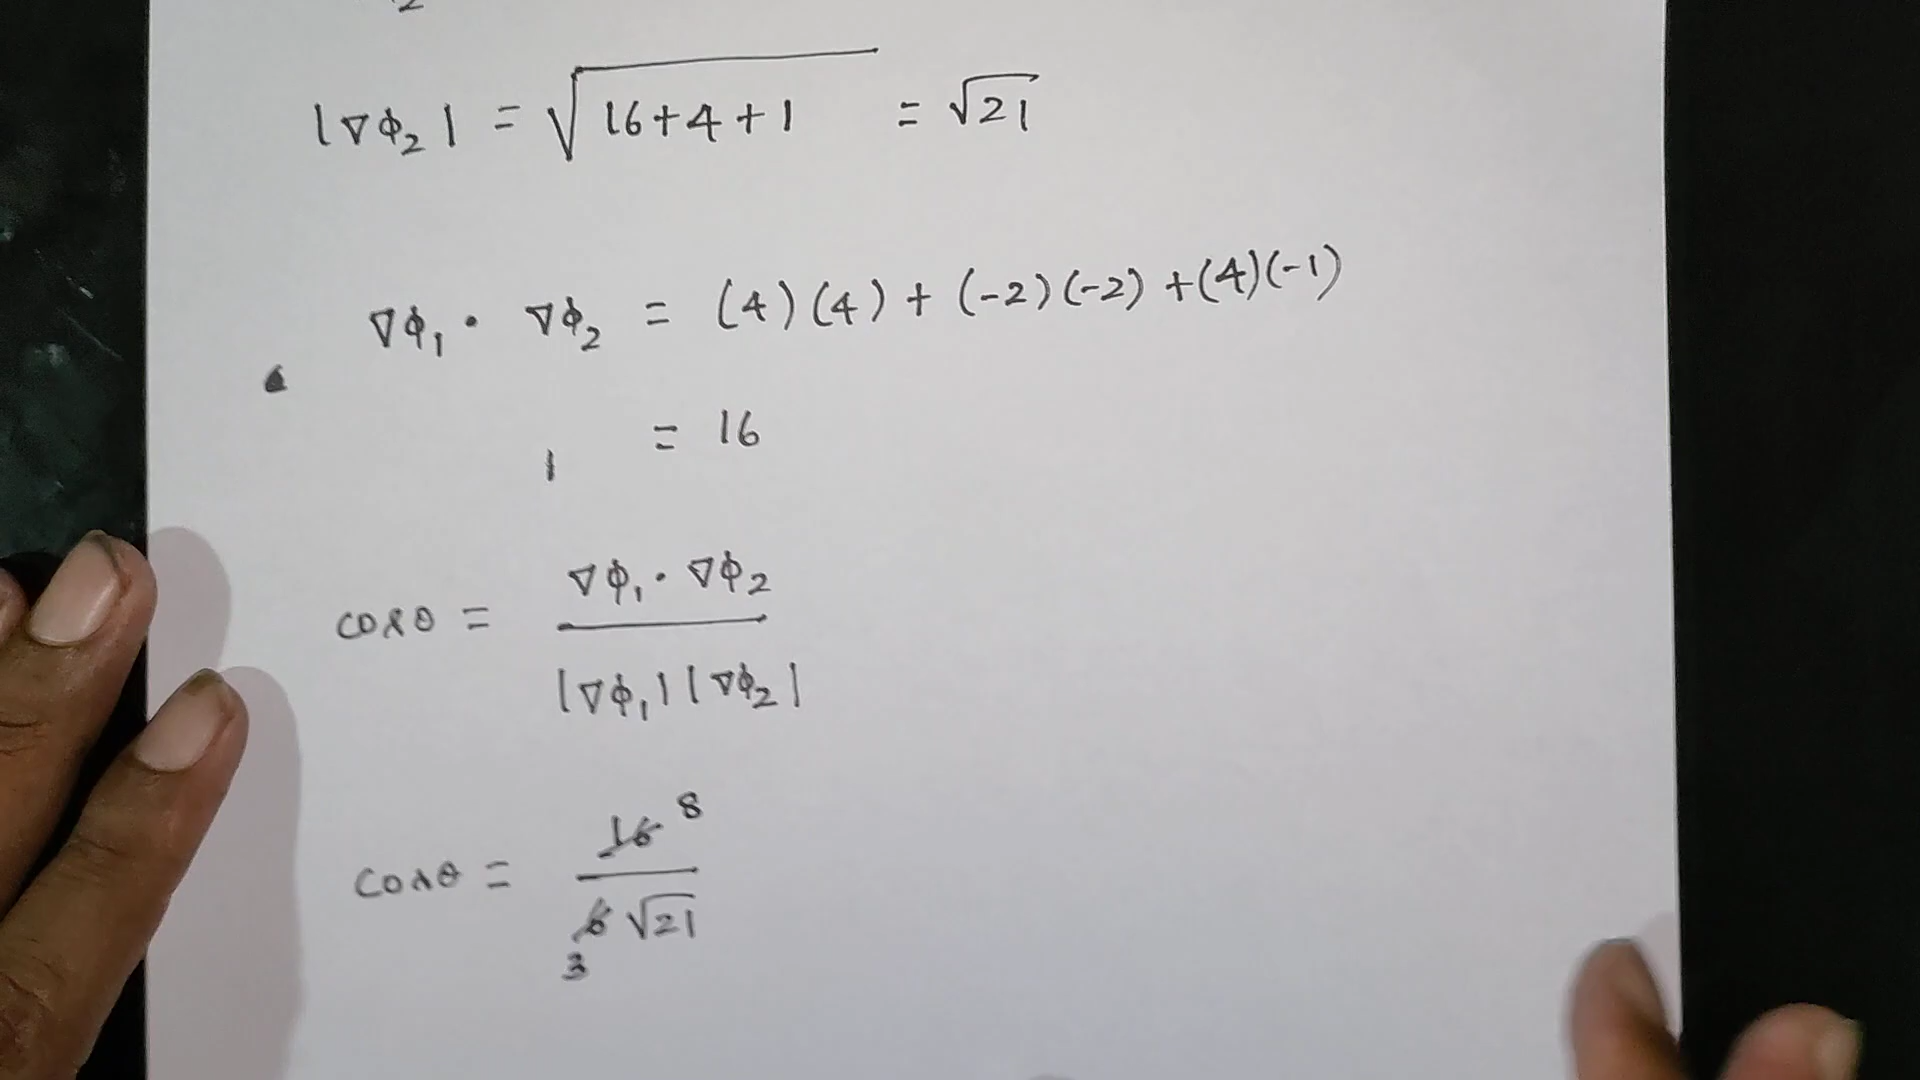 2
|∇ϕ₂| = √16+4+1 = √21
∇ϕ₁ · ∇ϕ₂ = (4)(4) + (-2)(-2) + (4)(-1)
= 16
cosθ = ∇ϕ₁ · ∇ϕ₂ / |∇ϕ₁| |∇ϕ₂|
cosθ = 16 8 / 6 √21
3